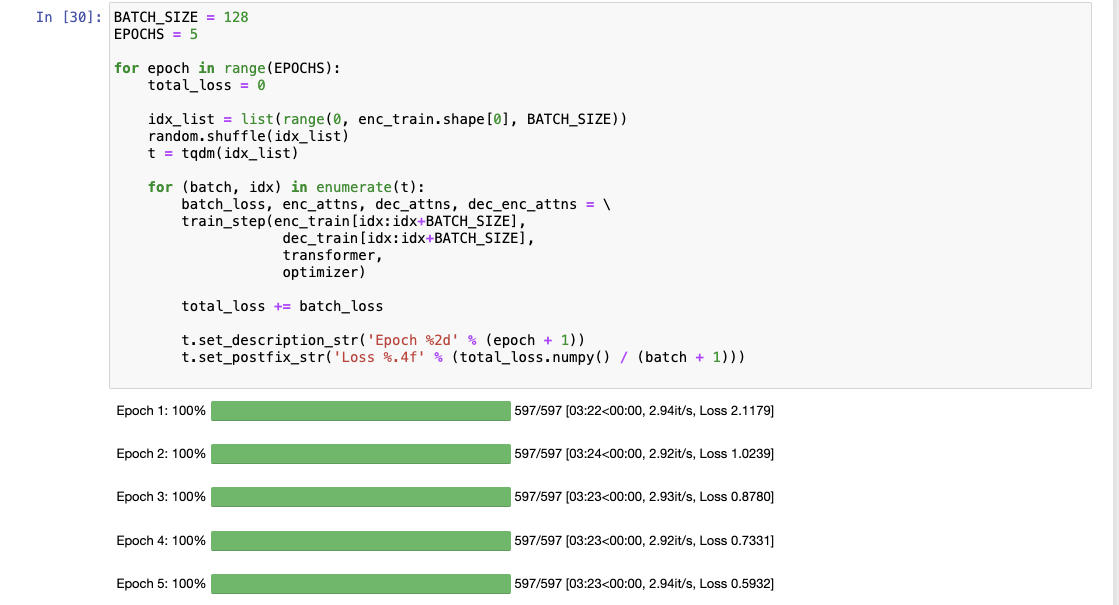 In [30]: BATCH_SIZE = 128
EPOCHS = 5
for epoch in range(EPOCHS):
    total_loss = 0
    idx_list = list(range(0, enc_train.shape[0], BATCH_SIZE))
    random.shuffle(idx_list)
    t = tqdm(idx_list)
    for (batch, idx) in enumerate(t):
        batch_loss, enc_attns, dec_attns, dec_enc_attns = \
        train_step(enc_train[idx:idx+BATCH_SIZE],
                    dec_train[idx:idx+BATCH_SIZE],
                    transformer,
                    optimizer)
        total_loss += batch_loss
        t.set_description_str('Epoch %2d' % (epoch + 1))
        t.set_postfix_str('Loss %.4f' % (total_loss.numpy() / (batch + 1)))
Epoch 1: 100% 597/597 [03:22<00:00, 2.94it/s, Loss 2.1179]
Epoch 2: 100% 597/597 [03:24<00:00, 2.92it/s, Loss 1.0239]
Epoch 3: 100% 597/597 [03:23<00:00, 2.93it/s, Loss 0.8780]
Epoch 4: 100% 597/597 [03:23<00:00, 2.92it/s, Loss 0.7331]
Epoch 5: 100% 597/597 [03:23<00:00, 2.94it/s, Loss 0.5932]